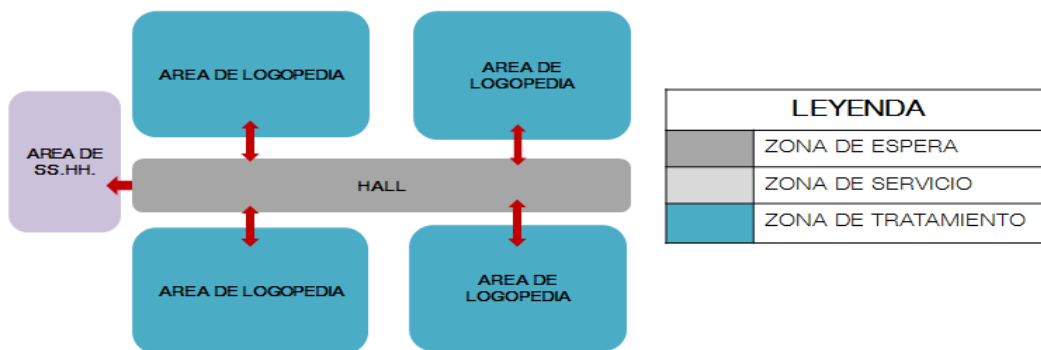 AREA DE LOGOPEDIA
AREA DE
LOGOPEDIA
AREA DE
SS.HH.
HALL
AREA DE LOGOPEDIA
AREA DE
LOGOPEDIA
LEYENDA
ZONA DE ESPERA
ZONA DE SERVICIO
ZONA DE TRATAMIENTO